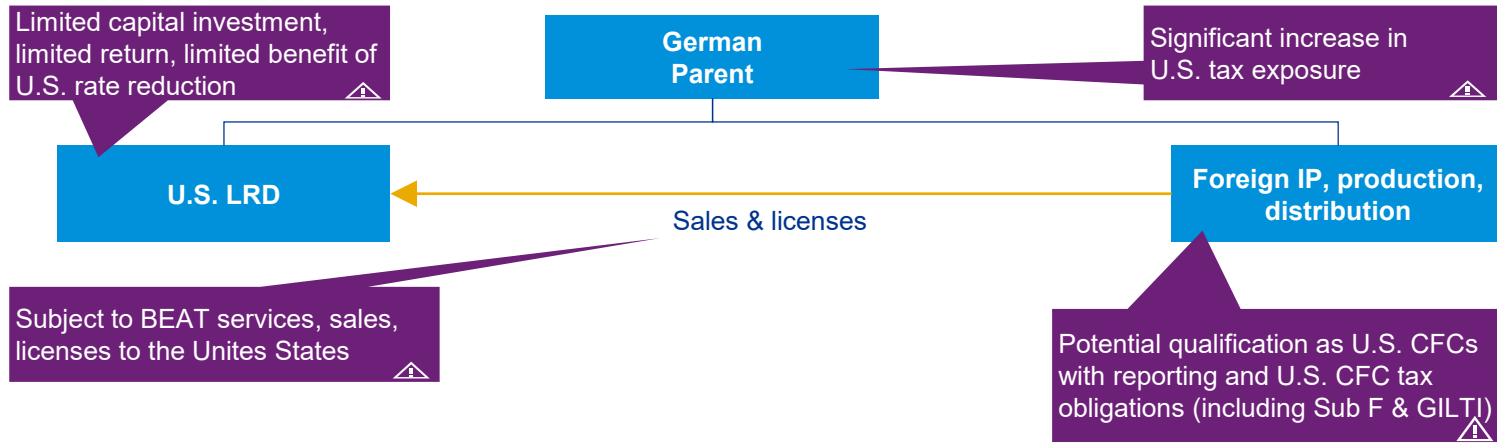 Limited capital investment,
limited return, limited benefit of
U.S. rate reduction
German
Parent
Significant increase in
U.S. tax exposure
U.S. LRD
Foreign IP, production,
distribution
Sales & licenses
Subject to BEAT services, sales,
licenses to the Unites States
Potential qualification as U.S. CFCs
with reporting and U.S. CFC tax
obligations (including Sub F & GILTI)